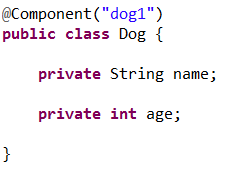 @Component("dog1")
public class Dog {
    private String name;
    private int age;
}